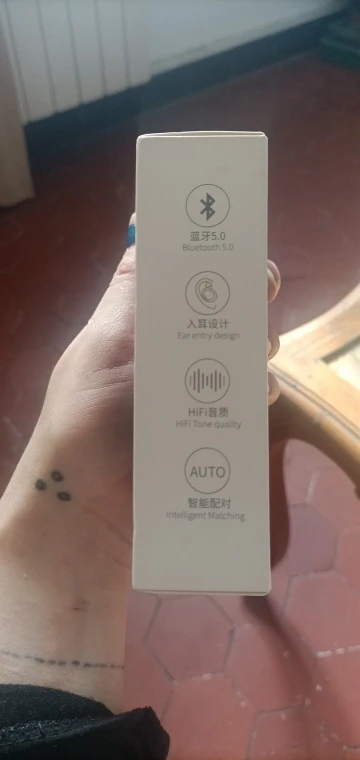 蓝牙5.0
Bluetooth 5.0
入耳设计
Ear entry design
HiFi音质
HiFi Tone quality
AUTO
智能配对
Intelligent Matching